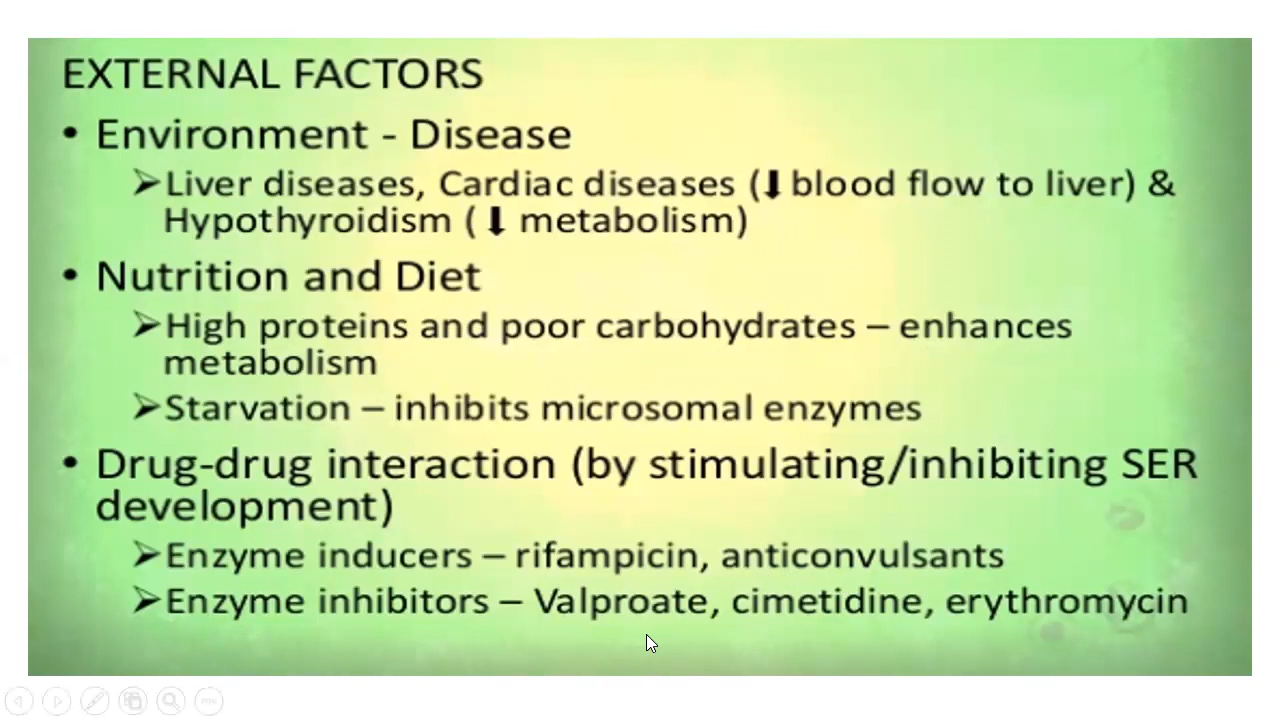 EXTERNAL FACTORS
• Environment - Disease
➢Liver diseases, Cardiac diseases (⬇blood flow to liver) &
Hypothyroidism ( ⬇ metabolism)
• Nutrition and Diet
➢High proteins and poor carbohydrates – enhances
metabolism
➢Starvation – inhibits microsomal enzymes
• Drug-drug interaction (by stimulating/inhibiting SER
development)
➢Enzyme inducers – rifampicin, anticonvulsants
➢Enzyme inhibitors – Valproate, cimetidine, erythromycin